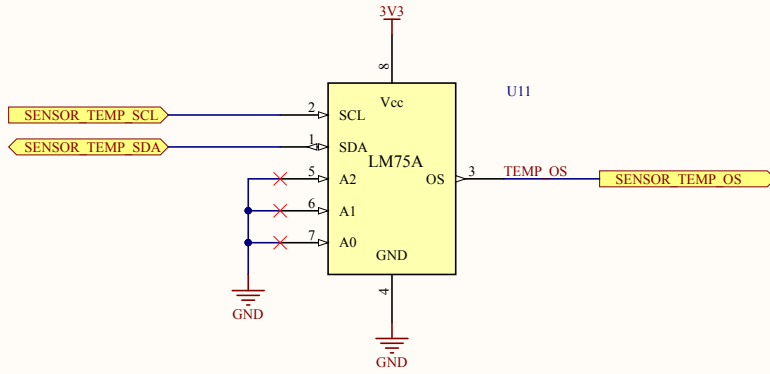 3V3
8
U11
Vcc
SENSOR_TEMP_SCL
2
SCL
SENSOR_TEMP_SDA
1
SDA
LM75A
5
A2
OS
3
TEMP_OS
SENSOR_TEMP_OS
6
A1
7
A0
GND
4
GND
GND